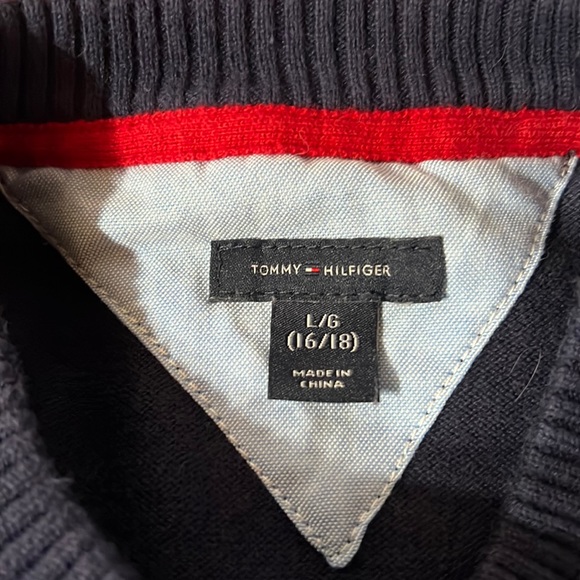 TOMMY HILFIGER
L/G
(16/18)
MADE IN
CHINA